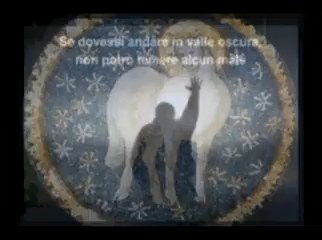 Se dovessi andare in valle oscura,
non potrò temere alcun male